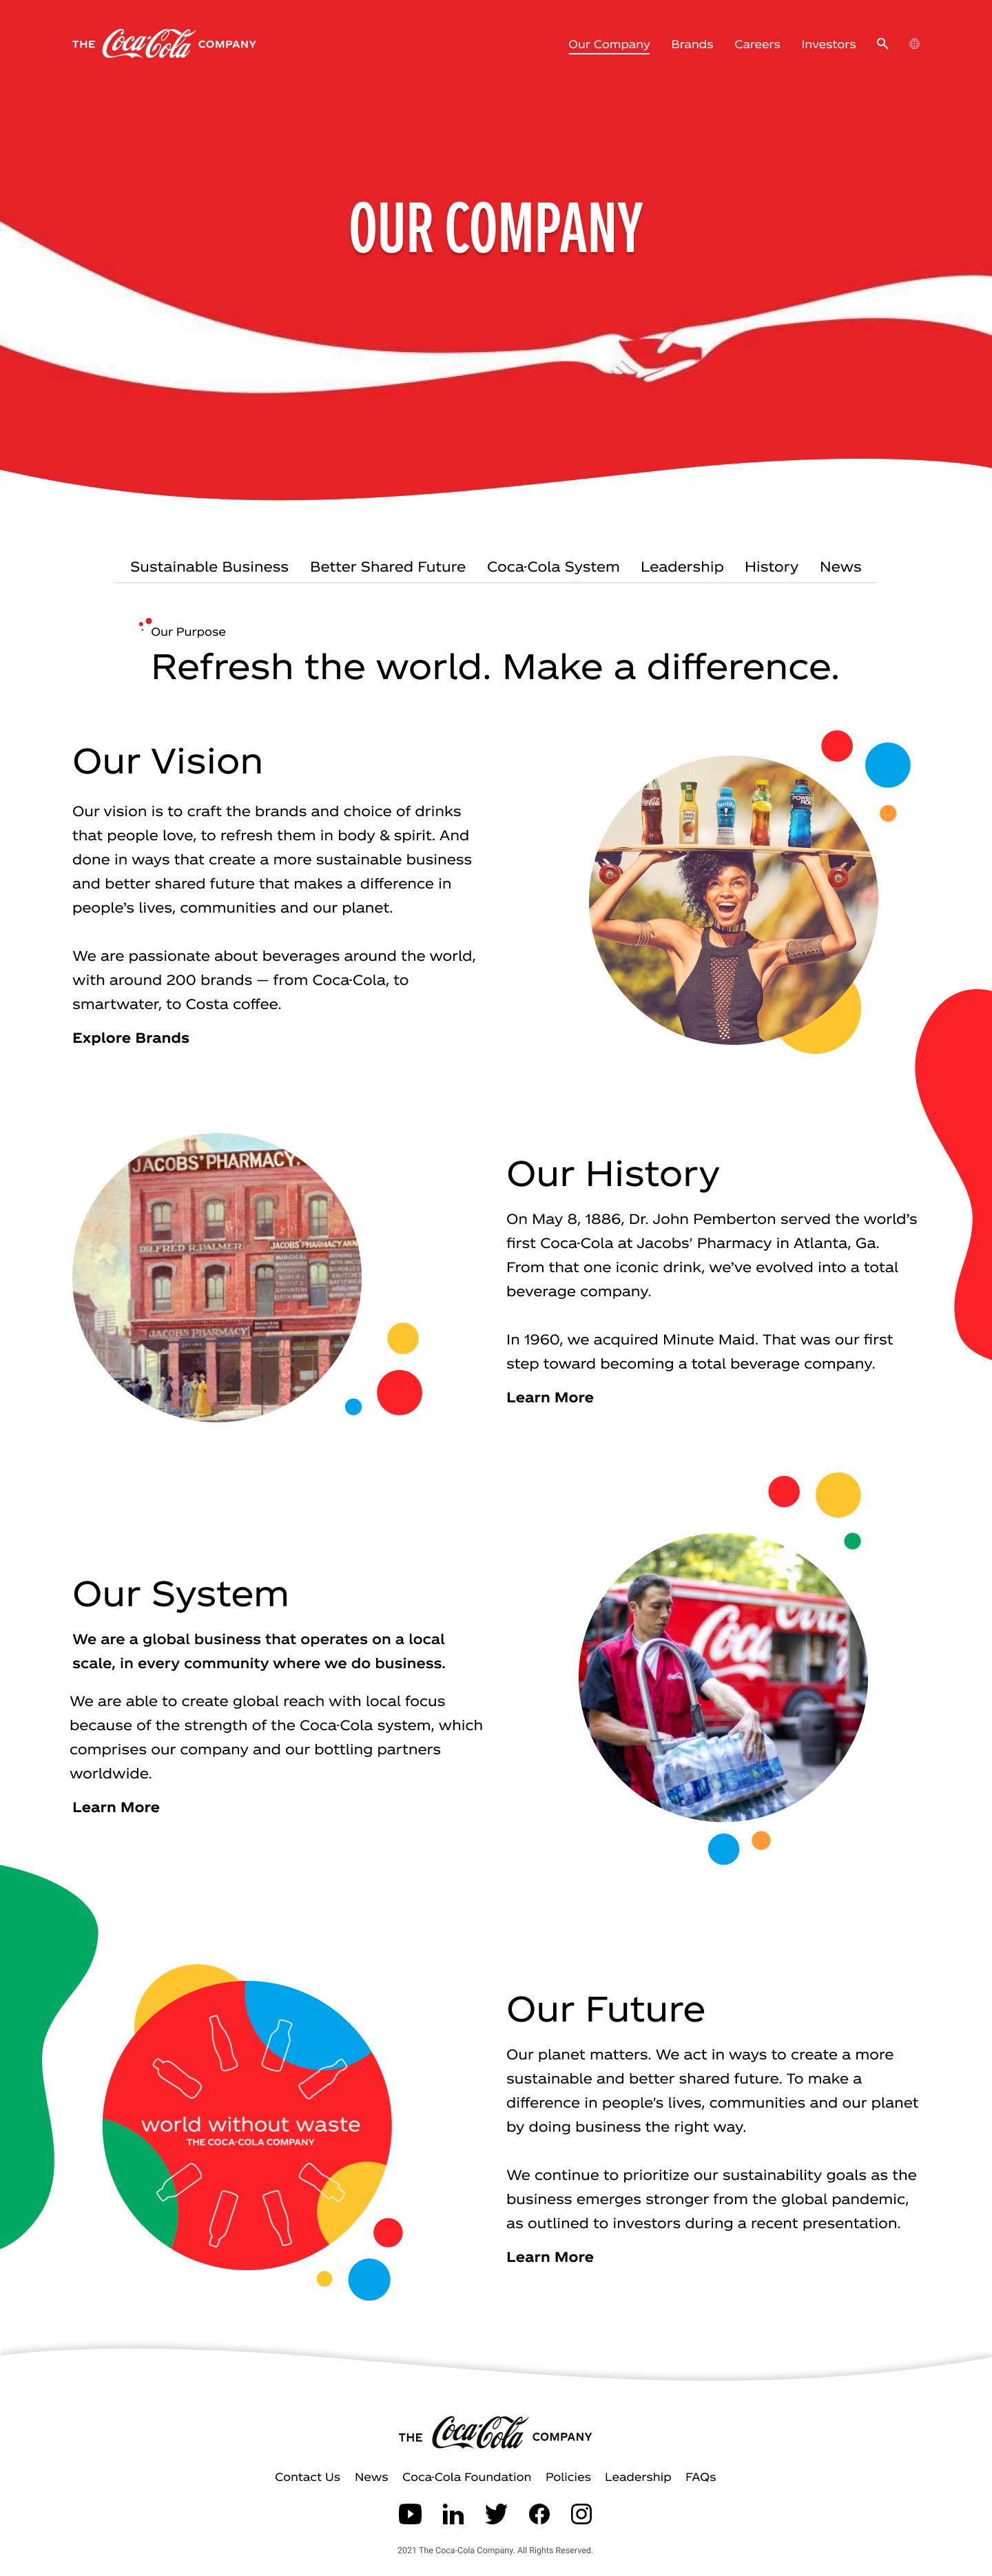 THE Coca-Cola COMPANY
Our Company Brands Careers Investors
OUR COMPANY
Sustainable Business Better Shared Future Coca-Cola System Leadership History News
Our Purpose
Refresh the world. Make a difference.
Our Vision
Our vision is to craft the brands and choice of drinks
that people love, to refresh them in body & spirit. And
done in ways that create a more sustainable business
and better shared future that makes a difference in
people's lives, communities and our planet.
We are passionate about beverages around the world,
with around 200 brands — from Coca-Cola, to
smartwater, to Costa coffee.
Explore Brands
JACOBS' PHARMACY.
DR. FRED R. PALMER
JACOBS' PHARMACY ANN
JACOBS PHARMACY
Our History
On May 8, 1886, Dr. John Pemberton served the world's
first Coca-Cola at Jacobs' Pharmacy in Atlanta, Ga.
From that one iconic drink, we've evolved into a total
beverage company.
In 1960, we acquired Minute Maid. That was our first
step toward becoming a total beverage company.
Learn More
Our System
We are a global business that operates on a local
scale, in every community where we do business.
We are able to create global reach with local focus
because of the strength of the Coca-Cola system, which
comprises our company and our bottling partners
worldwide.
Learn More
world without waste
THE COCA-COLA COMPANY
Our Future
Our planet matters. We act in ways to create a more
sustainable and better shared future. To make a
difference in people's lives, communities and our planet
by doing business the right way.
We continue to prioritize our sustainability goals as the
business emerges stronger from the global pandemic,
as outlined to investors during a recent presentation.
Learn More
THE Coca-Cola COMPANY
Contact Us News Coca-Cola Foundation Policies Leadership FAQs
2021 The Coca-Cola Company. All Rights Reserved.